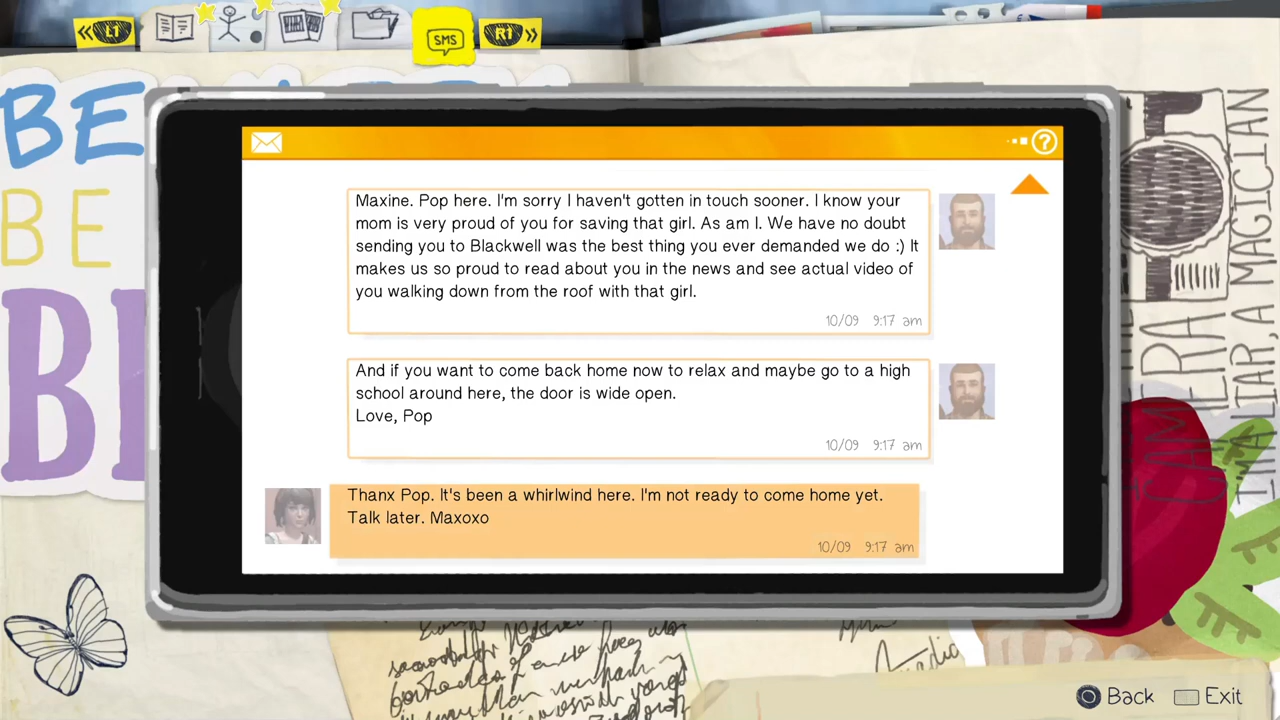 L1
SMS
R1
BE
BE
Maxine. Pop here. I'm sorry I haven't gotten in touch sooner. I know your
mom is very proud of you for saving that girl. As am I. We have no doubt
sending you to Blackwell was the best thing you ever demanded we do :) It
makes us so proud to read about you in the news and see actual video of
you walking down from the roof with that girl.
10/09 9:17 am
And if you want to come back home now to relax and maybe go to a high
school around here, the door is wide open.
Love, Pop
10/09 9:17 am
Thanx Pop. It's been a whirlwind here. I'm not ready to come home yet.
Talk later. Maxoxo
10/09 9:17 am
CAMERA
LIAR, A MAGICIAN
Back
Exit